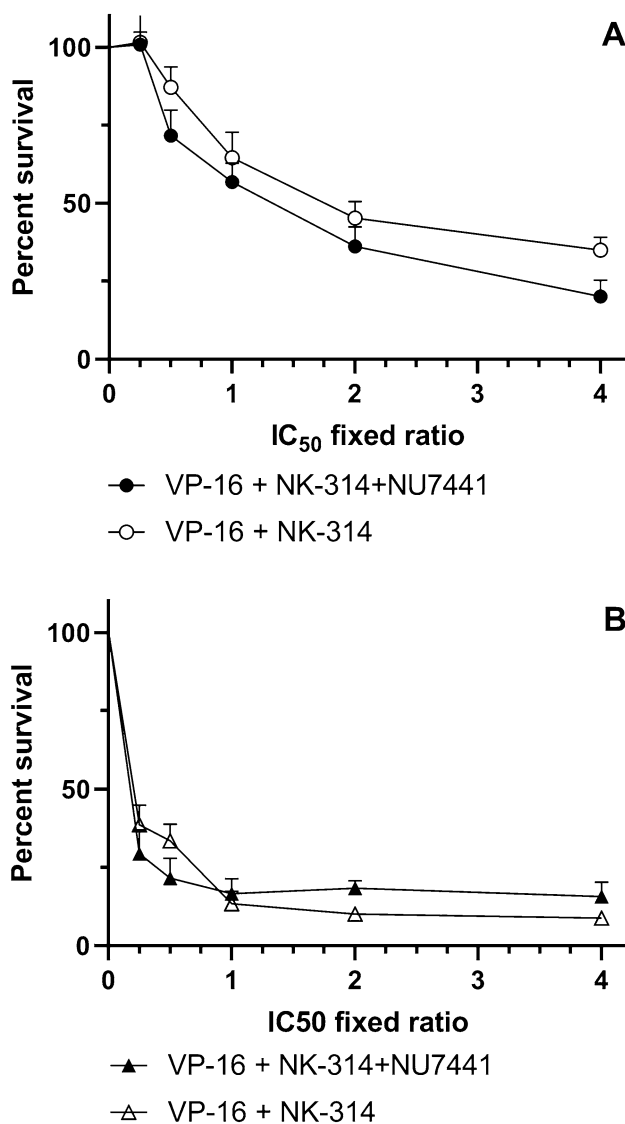 A
Percent survival
100
50
0
0 1 2 3 4
IC50 fixed ratio
VP-16 + NK-314+NU7441
VP-16 + NK-314
B
Percent survival
100
50
0
0 1 2 3 4
IC50 fixed ratio
VP-16 + NK-314+NU7441
VP-16 + NK-314